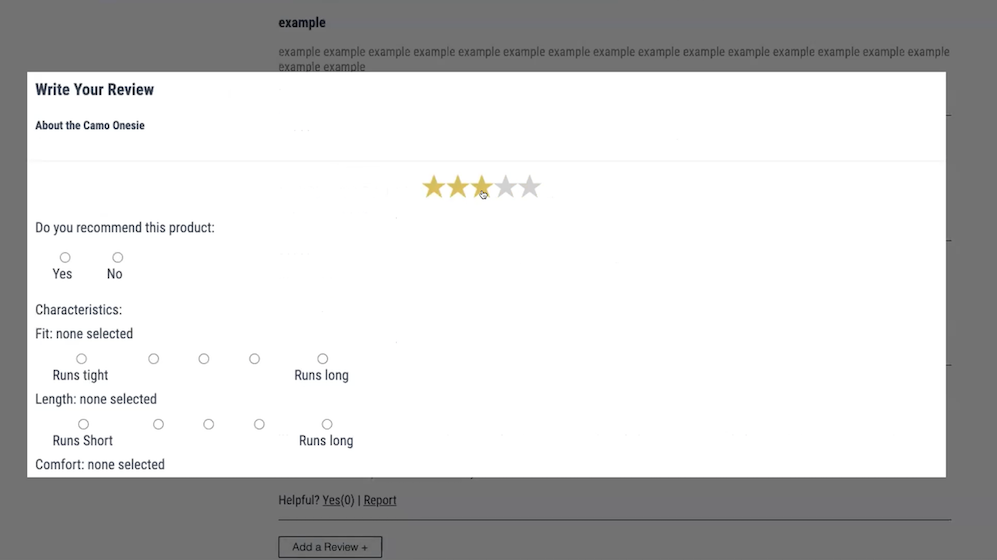 example
example example example example example example example example example example example example example example example
example example
Write Your Review
About the Camo Onesie
Do you recommend this product:
Yes No
Characteristics:
Fit: none selected
Runs tight Runs long
Length: none selected
Runs Short Runs long
Comfort: none selected
Helpful? Yes(0) | Report
Add a Review +